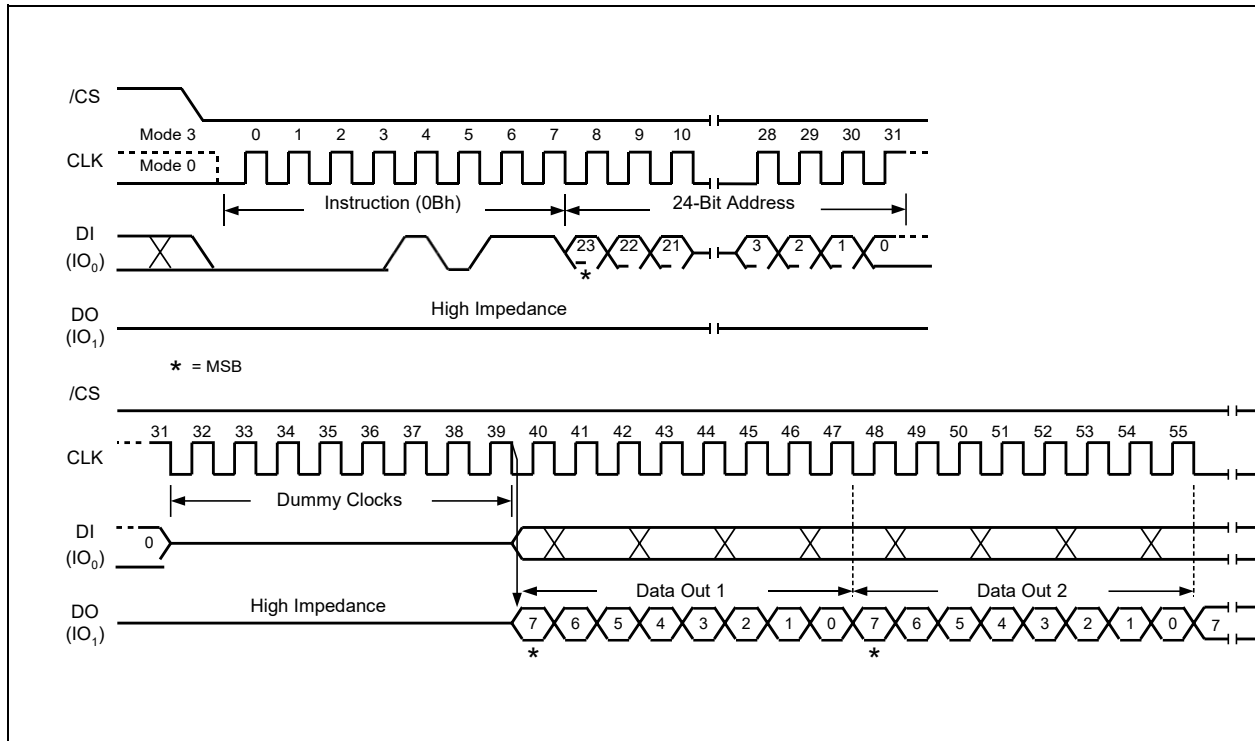 /CS
Mode 3 0 1 2 3 4 5 6 7 8 9 10 28 29 30 31
CLK Mode 0
Instruction (0Bh) 24-Bit Address
DI
(IO0) 23 22 21 3 2 1 0
*
High Impedance
DO
(IO1)
* = MSB
/CS
31 32 33 34 35 36 37 38 39 40 41 42 43 44 45 46 47 48 49 50 51 52 53 54 55
CLK
Dummy Clocks
DI
(IO0) 0
Data Out 1 Data Out 2
High Impedance
DO
(IO1) 7 6 5 4 3 2 1 0 7 6 5 4 3 2 1 0 7
* *